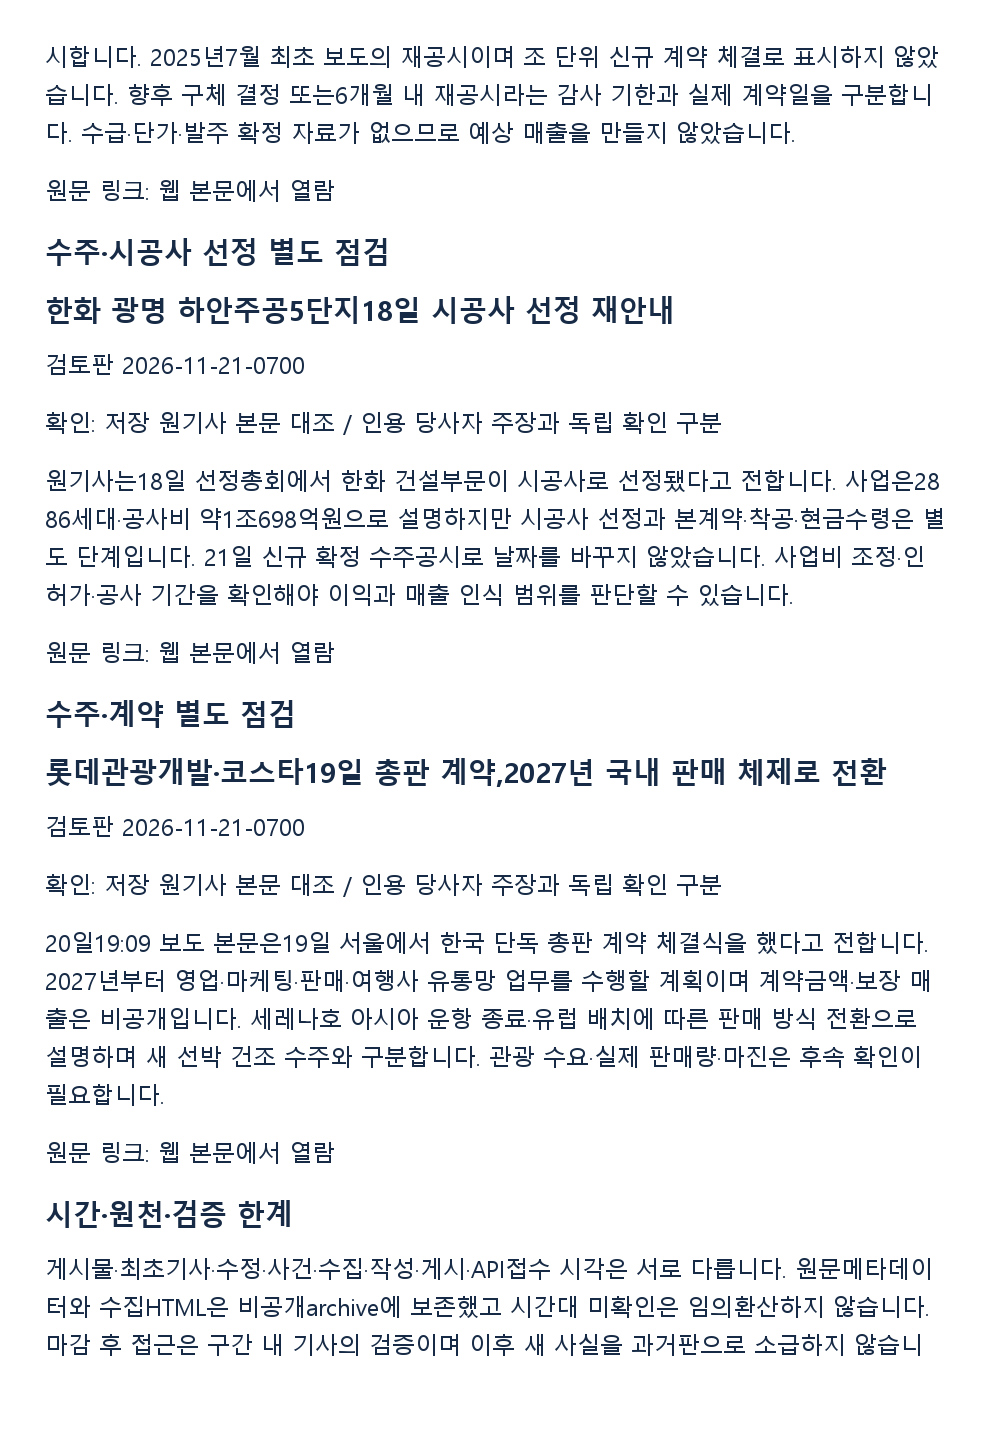 시합니다. 2025년7월 최초 보도의 재공시이며 조 단위 신규 계약 체결로 표시하지 않았
습니다. 향후 구체 결정 또는6개월 내 재공시라는 감사 기한과 실제 계약일을 구분합니
다. 수급·단가·발주 확정 자료가 없으므로 예상 매출을 만들지 않았습니다.
원문 링크: 웹 본문에서 열람
수주·시공사 선정 별도 점검
한화 광명 하안주공5단지18일 시공사 선정 재안내
검토판 2026-11-21-0700
확인: 저장 원기사 본문 대조 / 인용 당사자 주장과 독립 확인 구분
원기사는18일 선정총회에서 한화 건설부문이 시공사로 선정됐다고 전합니다. 사업은28
86세대·공사비 약1조698억원으로 설명하지만 시공사 선정과 본계약·착공·현금수령은 별
도 단계입니다. 21일 신규 확정 수주공시로 날짜를 바꾸지 않았습니다. 사업비 조정·인
허가·공사 기간을 확인해야 이익과 매출 인식 범위를 판단할 수 있습니다.
원문 링크: 웹 본문에서 열람
수주·계약 별도 점검
롯데관광개발·코스타19일 총판 계약,2027년 국내 판매 체제로 전환
검토판 2026-11-21-0700
확인: 저장 원기사 본문 대조 / 인용 당사자 주장과 독립 확인 구분
20일19:09 보도 본문은19일 서울에서 한국 단독 총판 계약 체결식을 했다고 전합니다.
2027년부터 영업·마케팅·판매·여행사 유통망 업무를 수행할 계획이며 계약금액·보장 매
출은 비공개입니다. 세레나호 아시아 운항 종료·유럽 배치에 따른 판매 방식 전환으로
설명하며 새 선박 건조 수주와 구분합니다. 관광 수요·실제 판매량·마진은 후속 확인이
필요합니다.
원문 링크: 웹 본문에서 열람
시간·원천·검증 한계
게시물·최초기사·수정·사건·수집·작성·게시·API접수 시각은 서로 다릅니다. 원문메타데이
터와 수집HTML은 비공개archive에 보존했고 시간대 미확인은 임의환산하지 않습니다.
마감 후 접근은 구간 내 기사의 검증이며 이후 새 사실을 과거판으로 소급하지 않습니